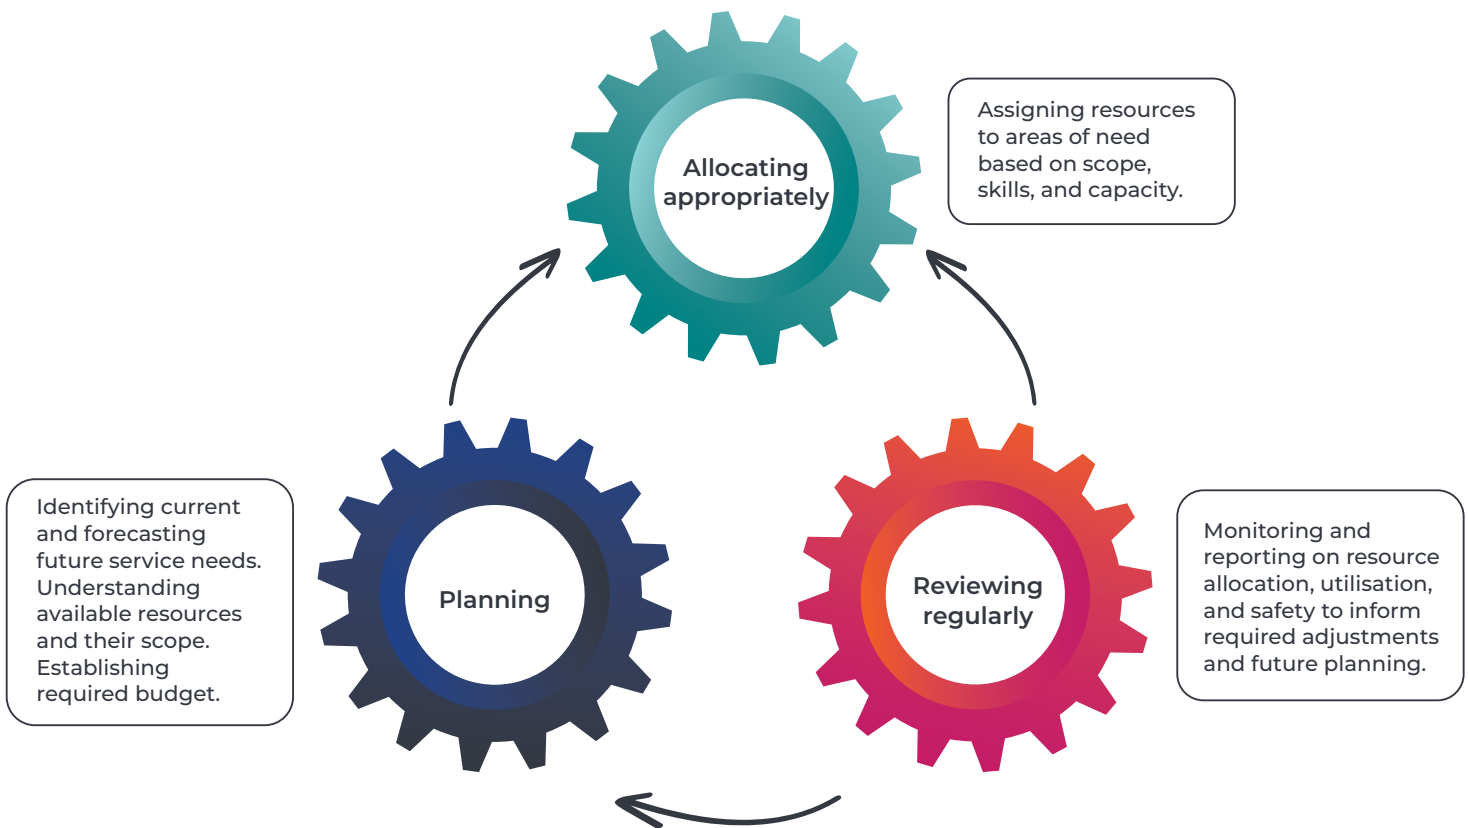 Allocating
appropriately
Assigning resources
to areas of need
based on scope,
skills, and capacity.
Planning
Identifying current
and forecasting
future service needs.
Understanding
available resources
and their scope.
Establishing
required budget.
Reviewing
regularly
Monitoring and
reporting on resource
allocation, utilisation,
and safety to inform
required adjustments
and future planning.